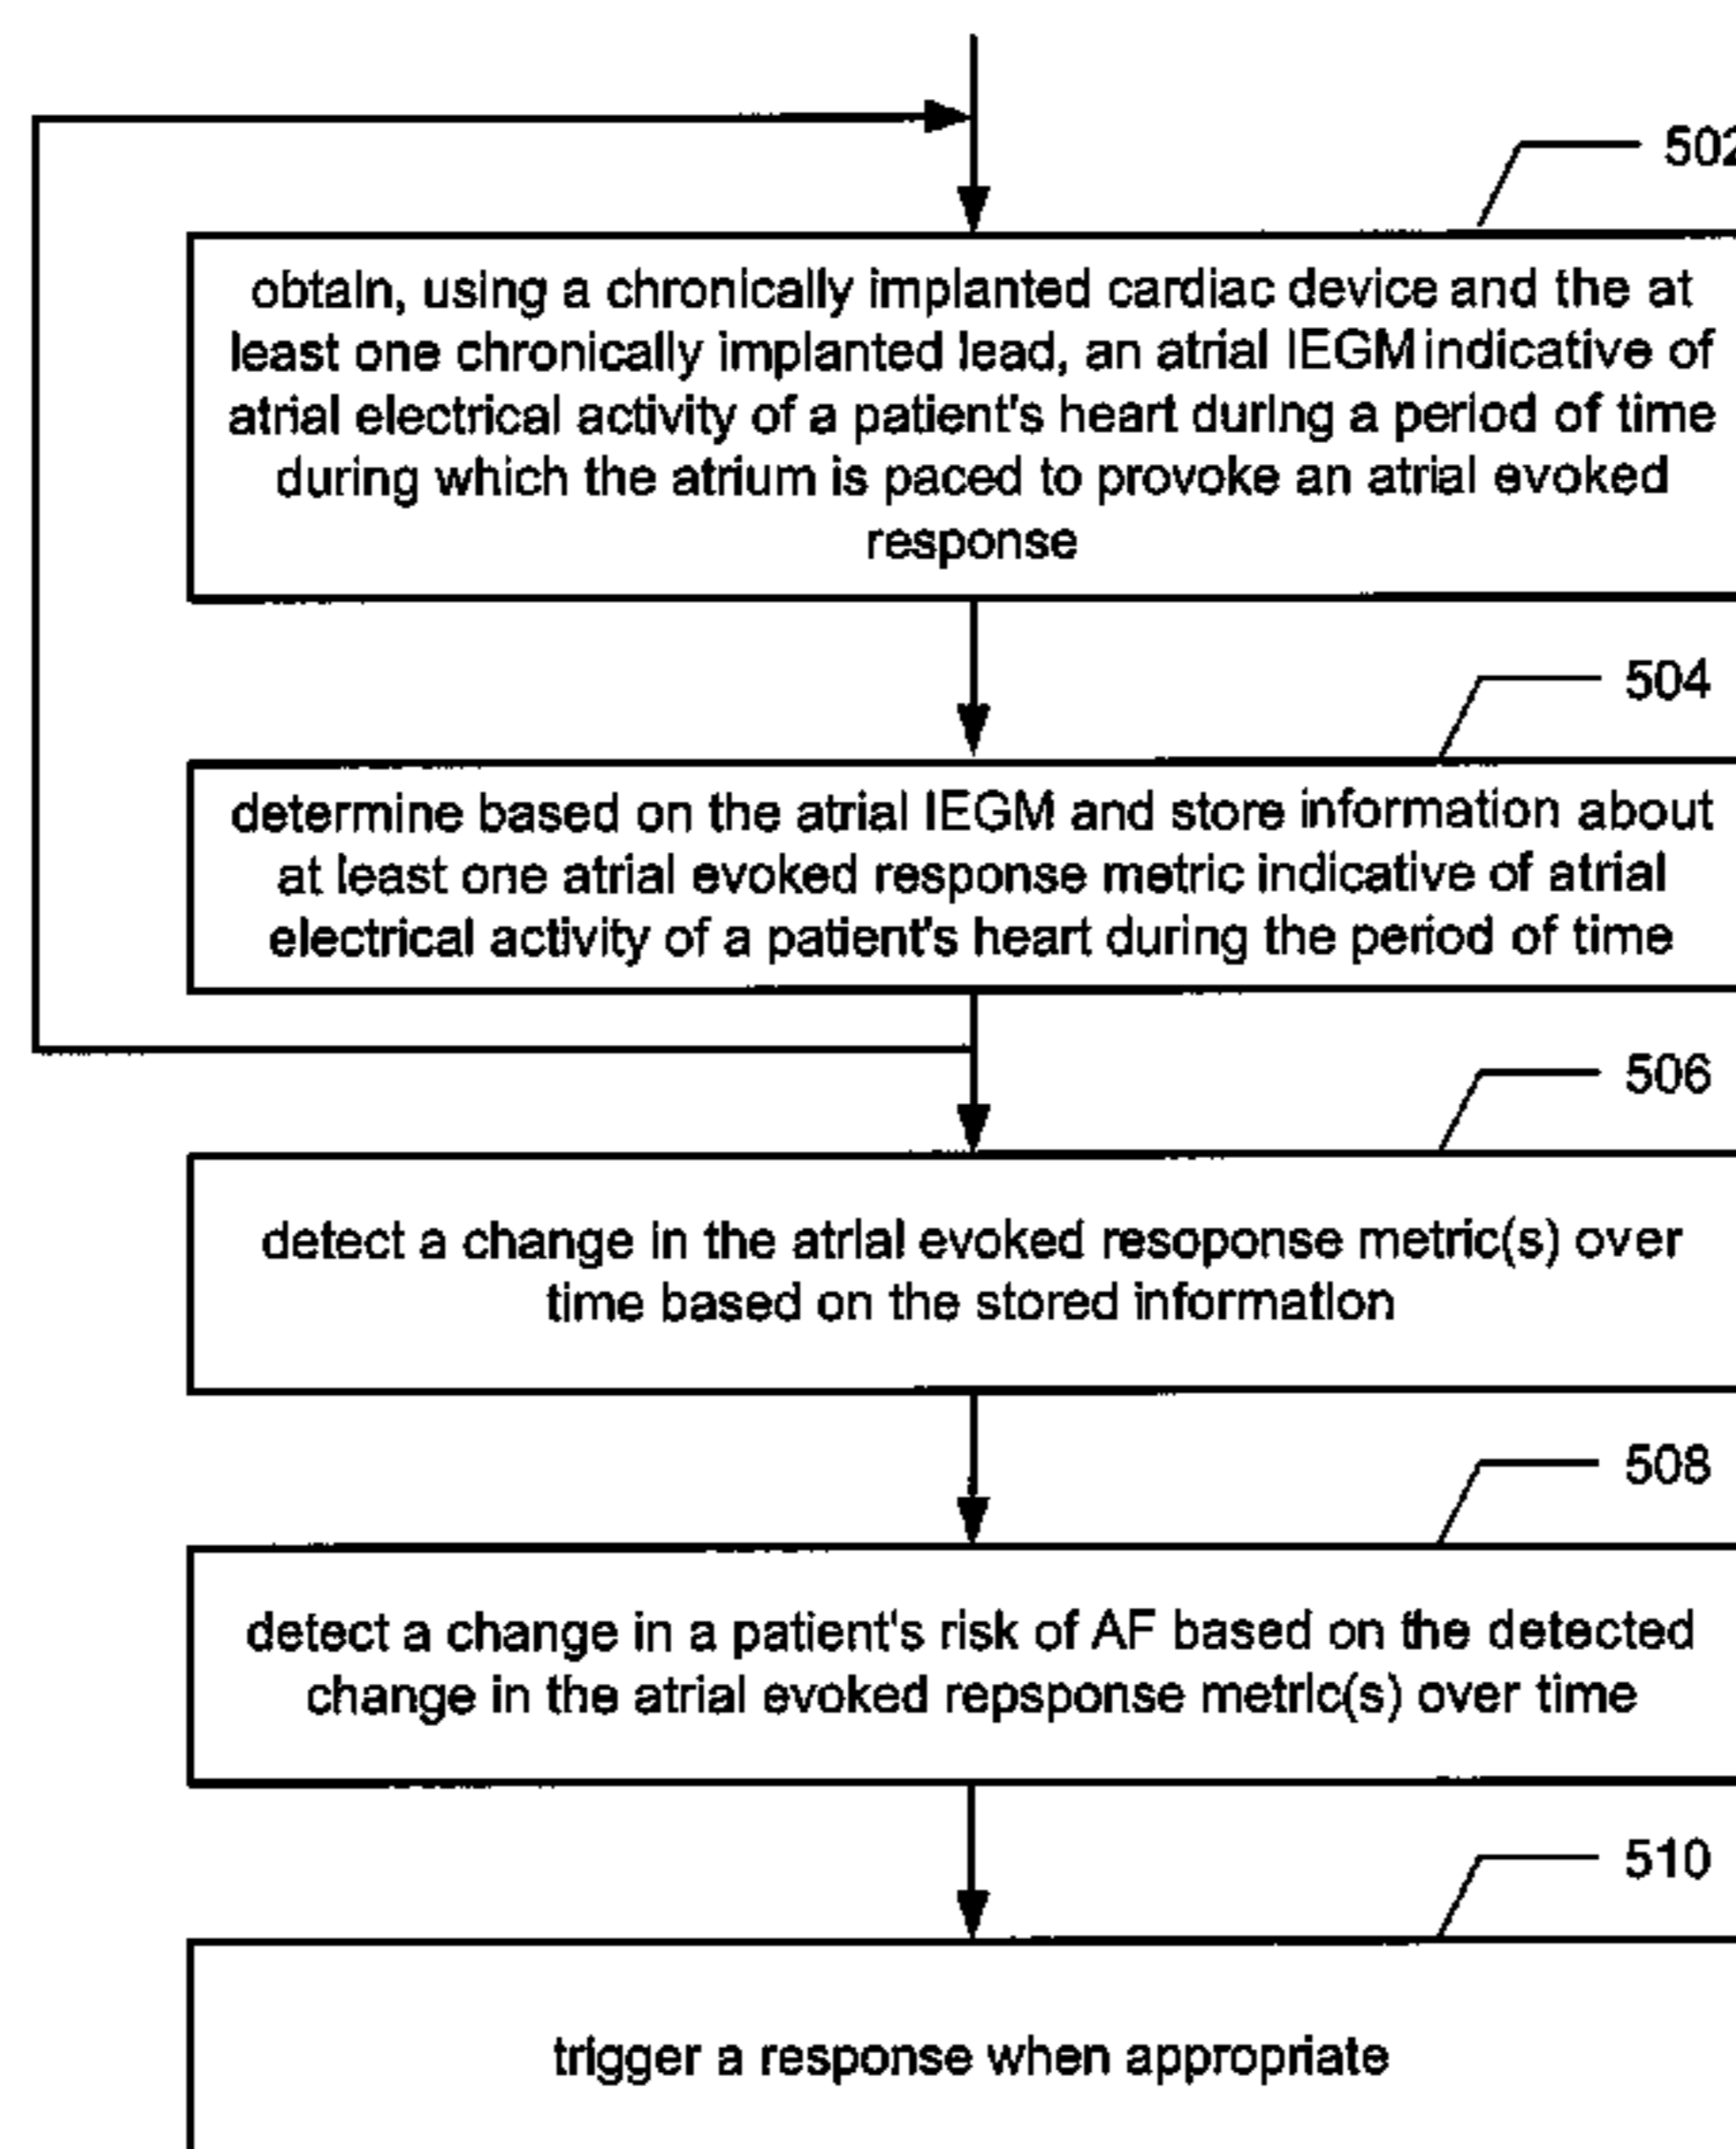 502
obtain, using a chronically implanted cardiac device and the at
least one chronically implanted lead, an atrial IEGM indicative of
atrial electrical activity of a patient's heart during a period of time
during which the atrium is paced to provoke an atrial evoked
response
504
determine based on the atrial IEGM and store information about
at least one atrial evoked response metric indicative of atrial
electrical activity of a patient's heart during the period of time
506
detect a change in the atrial evoked resoponse metric(s) over
time based on the stored information
508
detect a change in a patient's risk of AF based on the detected
change in the atrial evoked repsponse metric(s) over time
510
trigger a response when appropriate